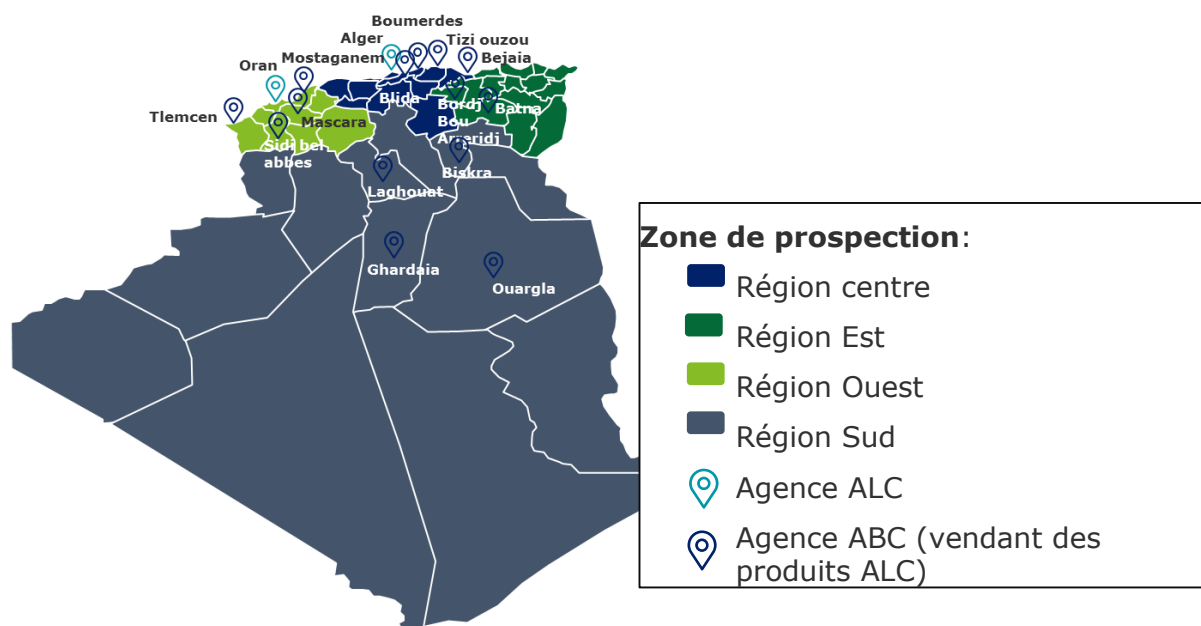 Boumerdes
Alger
Tizi ouzou
Mostaganem
Bejaia
Oran
Blida
Bordj
Bou
Arreridj
Batna
Tlemcen
Mascara
Sidi bel
abbes
Biskra
Laghouat
Ghardaia
Ouargla
Zone de prospection:
Région centre
Région Est
Région Ouest
Région Sud
Agence ALC
Agence ABC (vendant des
produits ALC)